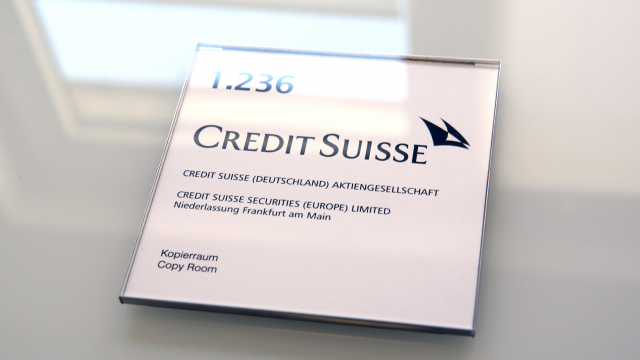 1.236
CREDIT SUISSE
CREDIT SUISSE (DEUTSCHLAND) AKTIENGESELLSCHAFT
CREDIT SUISSE SECURITIES (EUROPE) LIMITED
Niederlassung Frankfurt am Main
Kopierraum
Copy Room